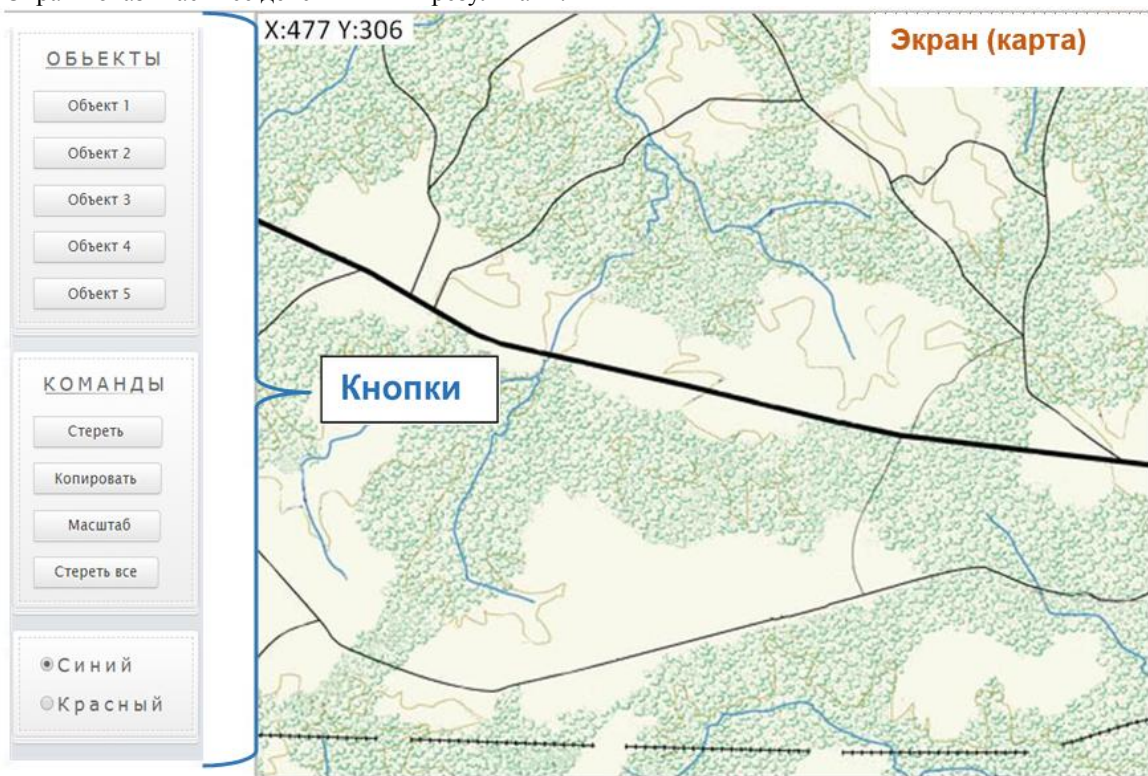 ОБЬЕКТЫ
Объект 1
Объект 2
Объект 3
Объект 4
Объект 5
КОМАНДЫ
Стереть
Копировать
Масштаб
Стереть все
Синий
Красный
X:477 Y:306
Экран (карта)
Кнопки